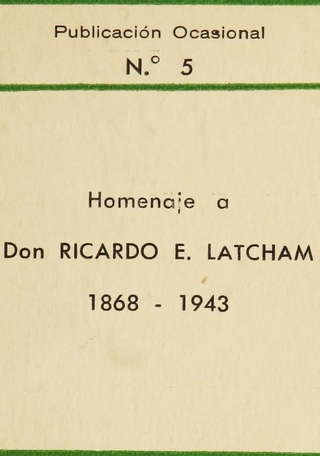 Publicación Ocasional
N.° 5
Homenaje a
Don RICARDO E. LATCHAM
1868 - 1943